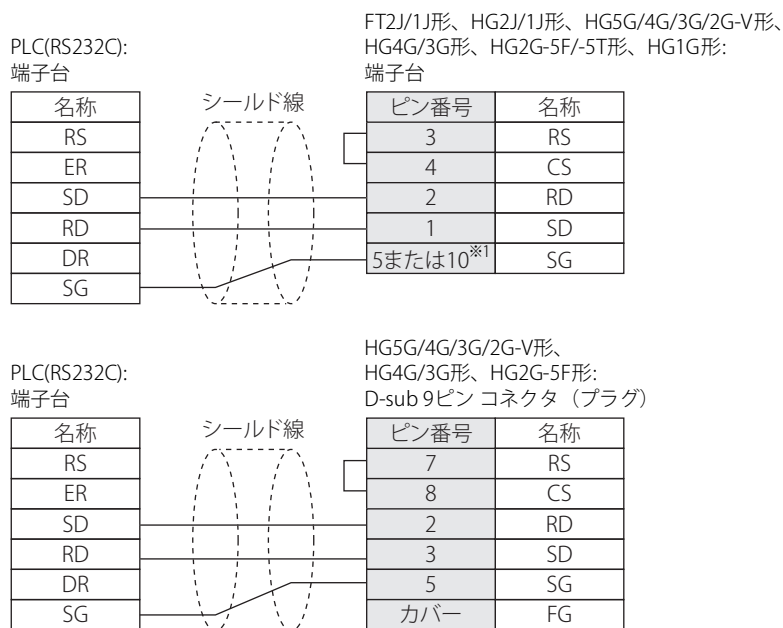 FT2J/1J形、HG2J/1J形、HG5G/4G/3G/2G-V形、
PLC(RS232C): HG4G/3G形、HG2G-5F/-5T形、HG1G形:
端子台 端子台
名称 シールド線 ピン番号 名称
RS 3 RS
ER 4 CS
SD 2 RD
RD 1 SD
DR 5または10※1 SG
SG
HG5G/4G/3G/2G-V形、
PLC(RS232C): HG4G/3G形、HG2G-5F形:
端子台 D-sub 9ピン コネクタ（プラグ）
名称 シールド線 ピン番号 名称
RS 7 RS
ER 8 CS
SD 2 RD
RD 3 SD
DR 5 SG
SG カバー FG